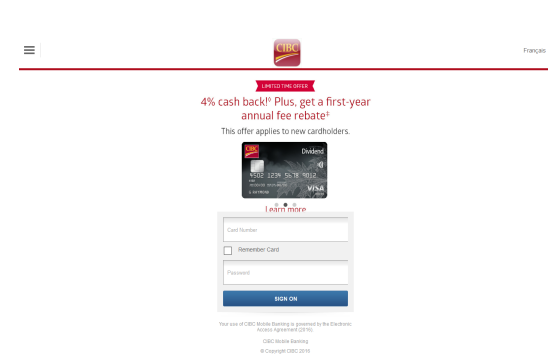 CIBC
Français
LIMITED TIME OFFER
4% cash back!◊ Plus, get a first-year
annual fee rebate‡
This offer applies to new cardholders.
CIBC Dividend
4502 1234 5678 9012
VISA
Learn more
Card Number
Remember Card
Password
SIGN ON
Your use of CIBC Mobile Banking is governed by the Electronic
Access Agreement (2015)
CIBC Mobile Banking
© Copyright CIBC 2016